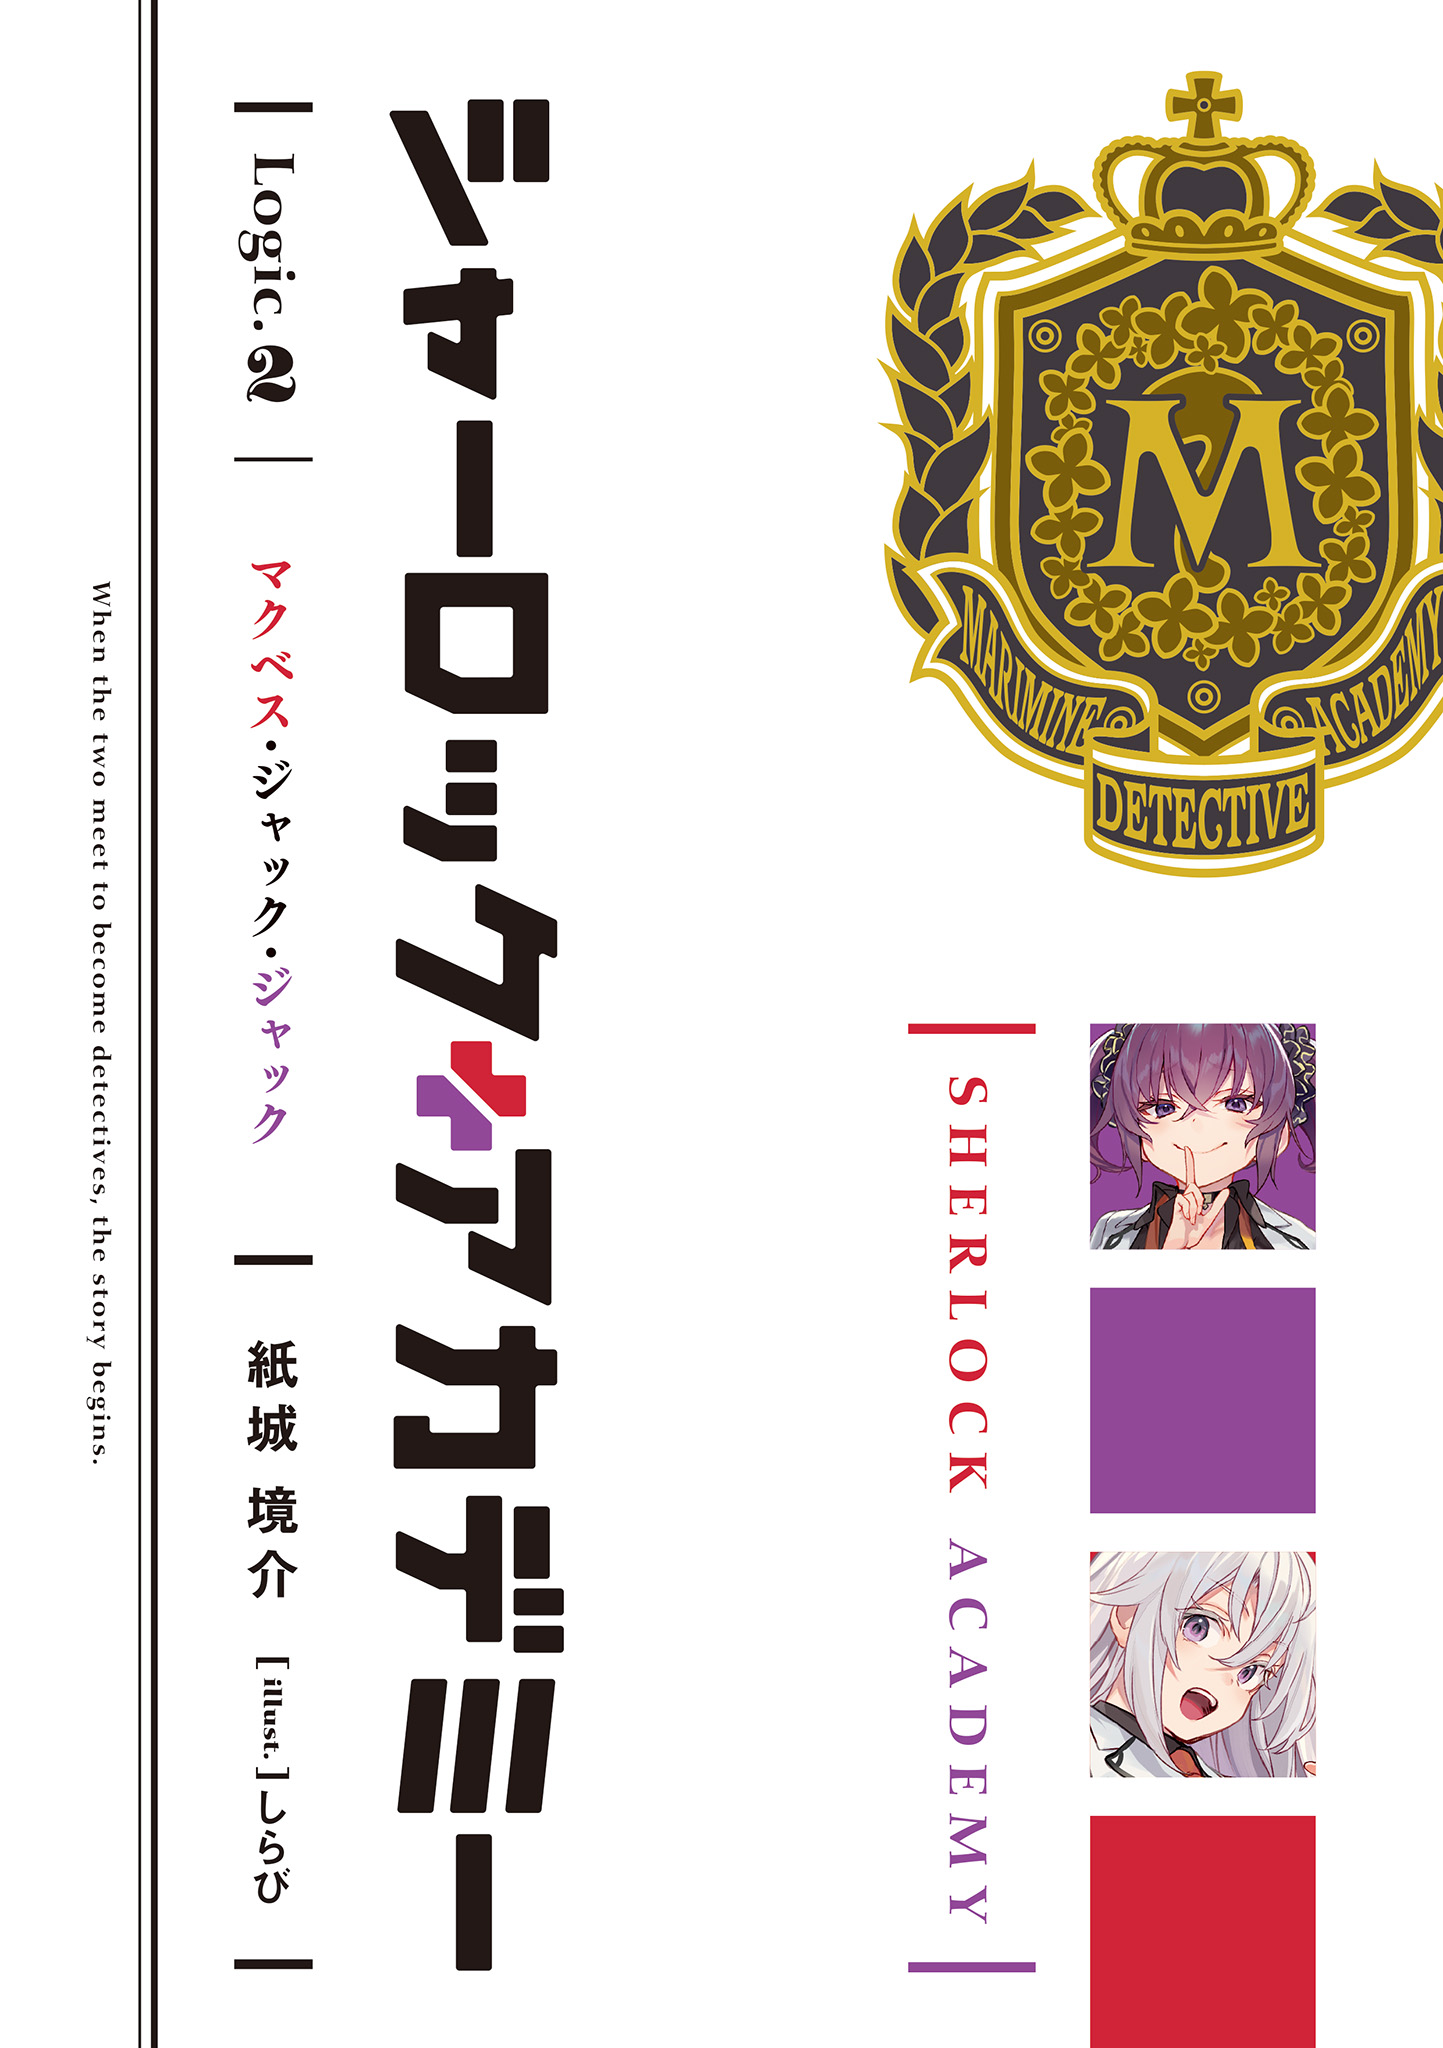 M
MARIMINE
DETECTIVE
ACADEMY
SHERLOCK ACADEMY
シャーロック+アカデミー
Logic.2
マクベス・ジャック・ジャック
紙城 境介
[illust.]しらび
When the two meet to become detectives, the story begins.